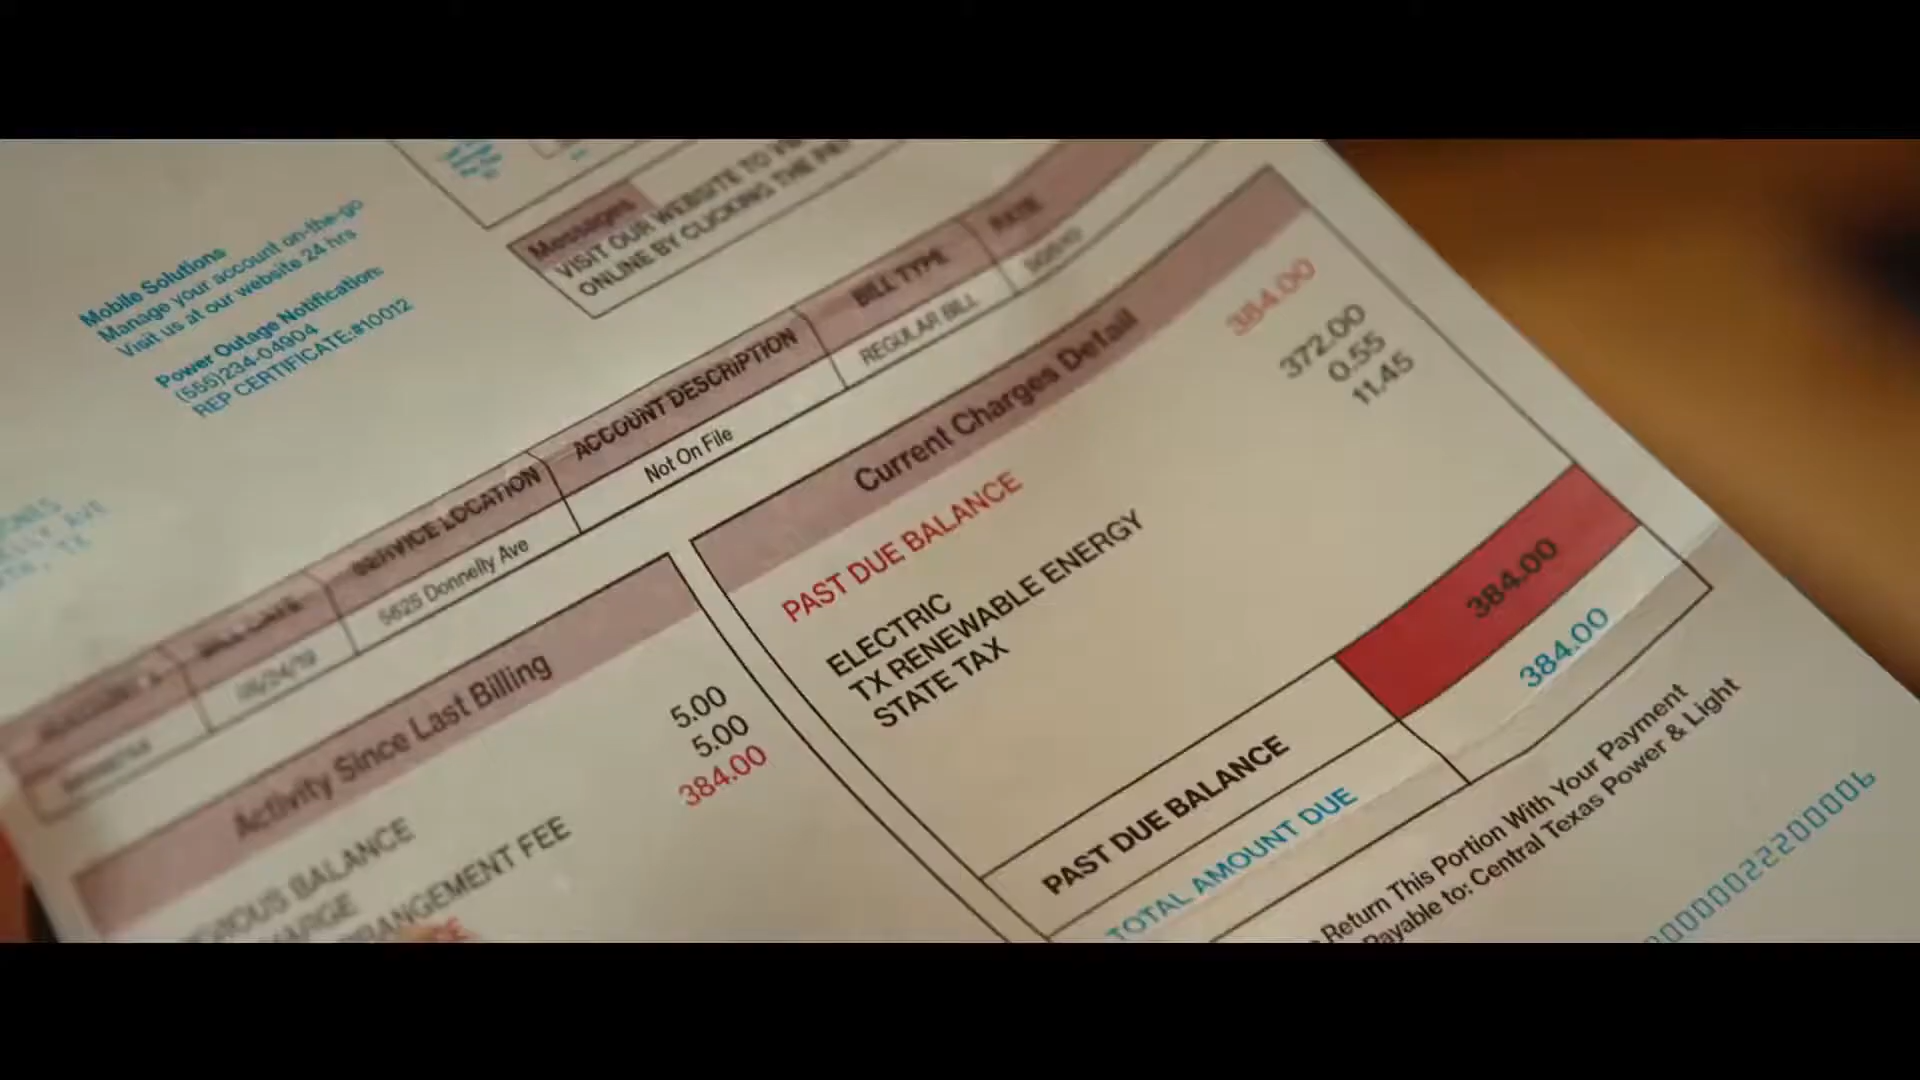 Mobile Solutions
Manage your account on-the-go
Visit us at our website 24 hrs
Power Outage Notification:
(555)234-04904
REP CERTIFICATE:#10012
Messages
VISIT OUR WEBSITE TO
ONLINE BY CLICKING THE
SERVICE LOCATION
ACCOUNT DESCRIPTION
BILL TYPE
RATE
5625 Donnelly Ave
Not On File
REGULAR BILL
Current Charges Detail
PAST DUE BALANCE 384.00
ELECTRIC 372.00
TX RENEWABLE ENERGY 0.55
STATE TAX 11.45
PAST DUE BALANCE 384.00
TOTAL AMOUNT DUE 384.00
Activity Since Last Billing
BALANCE 5.00
5.00
FEE 384.00
Return This Portion With Your Payment
Payable to: Central Texas Power & Light